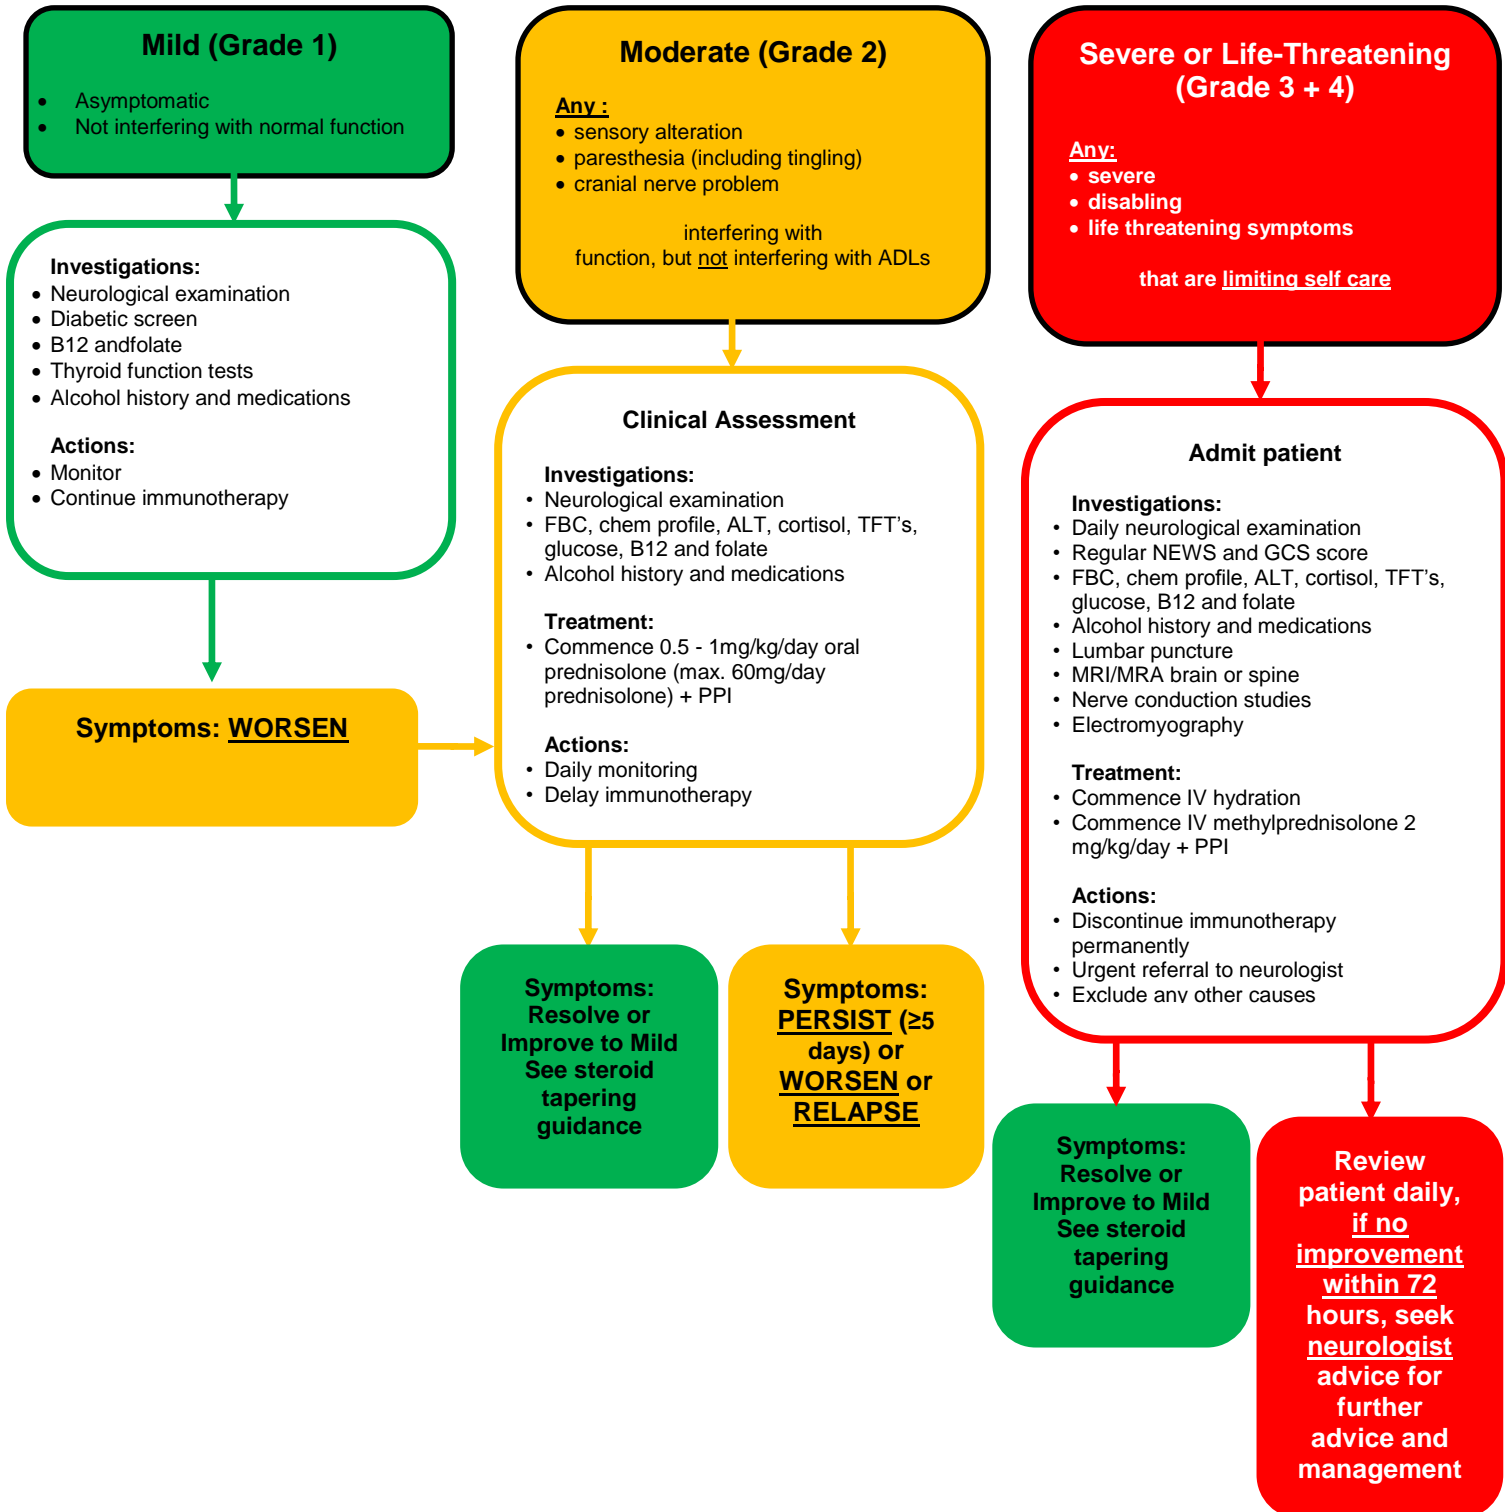 Mild (Grade 1)
• Asymptomatic
• Not interfering with normal function
Investigations:
• Neurological examination
• Diabetic screen
• B12 andfolate
• Thyroid function tests
• Alcohol history and medications
Actions:
• Monitor
• Continue immunotherapy
Symptoms: WORSEN
Moderate (Grade 2)
Any :
• sensory alteration
• paresthesia (including tingling)
• cranial nerve problem
interfering with
function, but not interfering with ADLs
Clinical Assessment
Investigations:
• Neurological examination
• FBC, chem profile, ALT, cortisol, TFT’s,
glucose, B12 and folate
• Alcohol history and medications
Treatment:
• Commence 0.5 - 1mg/kg/day oral
prednisolone (max. 60mg/day
prednisolone) + PPI
Actions:
• Daily monitoring
• Delay immunotherapy
Symptoms:
Resolve or
Improve to Mild
See steroid
tapering
guidance
Symptoms:
PERSIST (≥5
days) or
WORSEN or
RELAPSE
Severe or Life-Threatening
(Grade 3 + 4)
Any:
• severe
• disabling
• life threatening symptoms
that are limiting self care
Admit patient
Investigations:
• Daily neurological examination
• Regular NEWS and GCS score
• FBC, chem profile, ALT, cortisol, TFT’s,
glucose, B12 and folate
• Alcohol history and medications
• Lumbar puncture
• MRI/MRA brain or spine
• Nerve conduction studies
• Electromyography
Treatment:
• Commence IV hydration
• Commence IV methylprednisolone 2
mg/kg/day + PPI
Actions:
• Discontinue immunotherapy
permanently
• Urgent referral to neurologist
• Exclude any other causes
Symptoms:
Resolve or
Improve to Mild
See steroid
tapering
guidance
Review
patient daily,
if no
improvement
within 72
hours, seek
neurologist
advice for
further
advice and
management